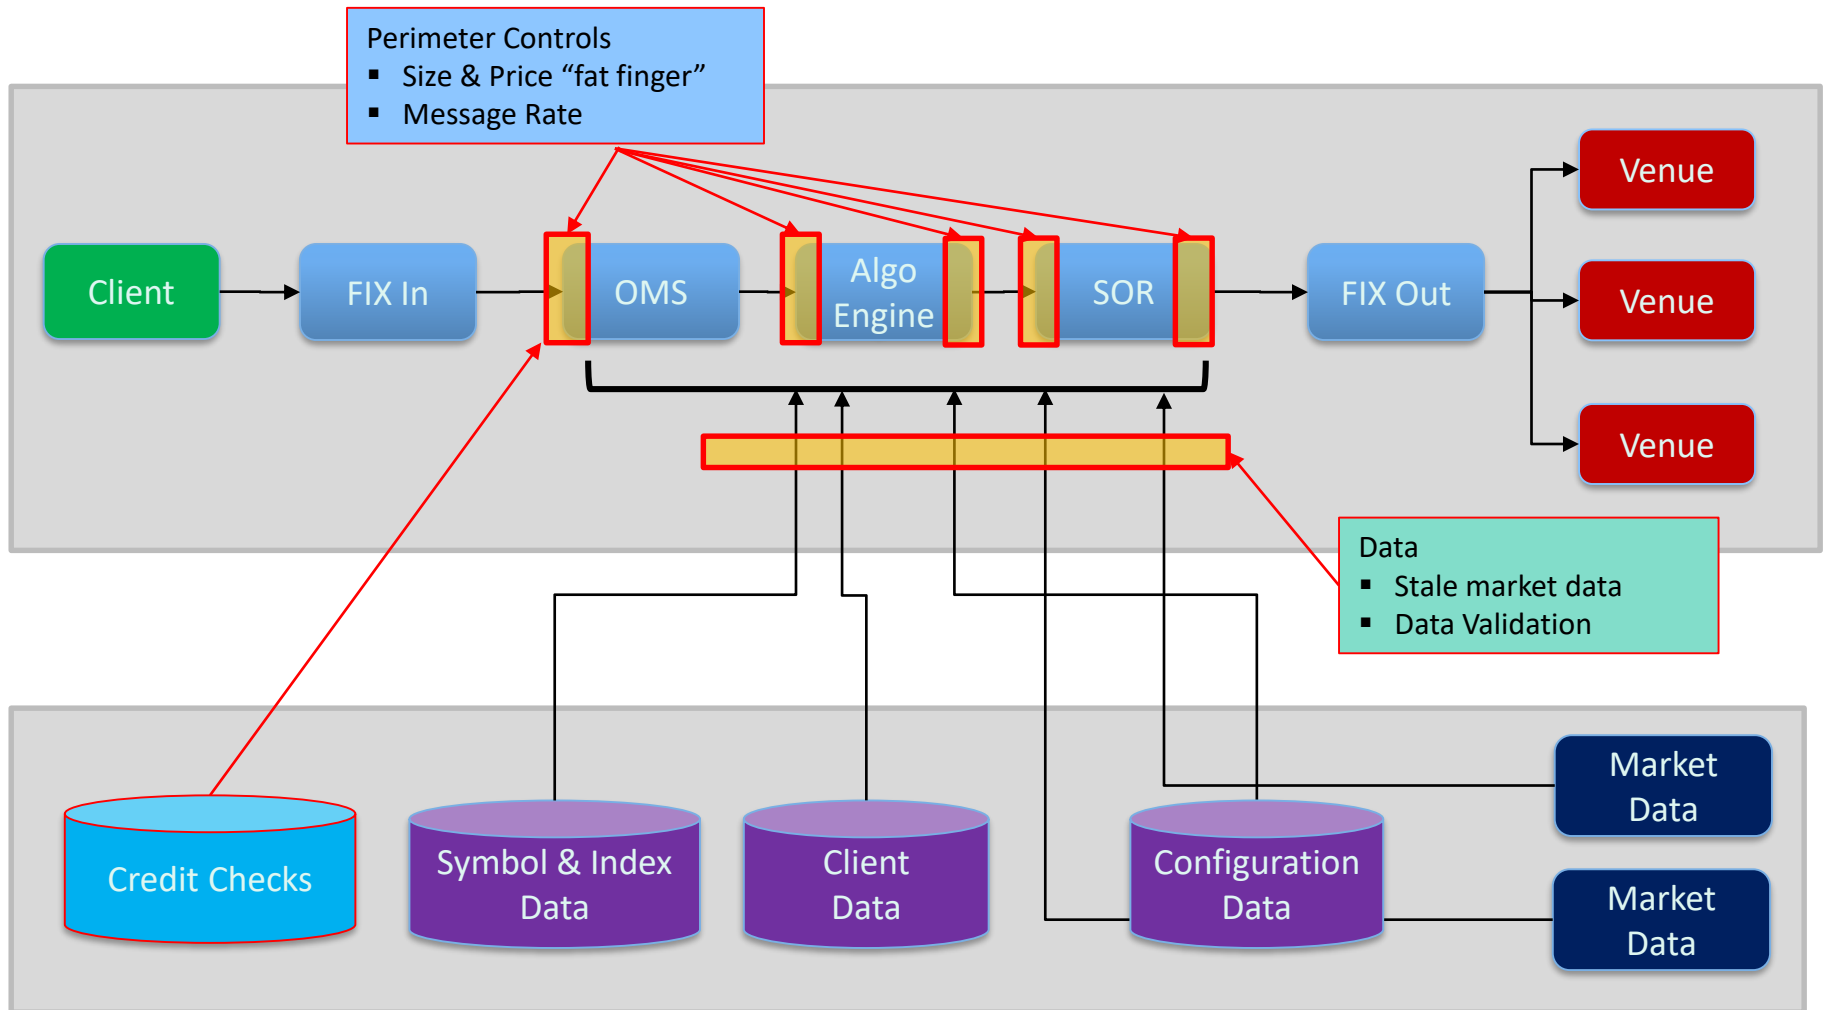 Perimeter Controls
▪ Size & Price “fat finger”
▪ Message Rate
Client
FIX In
OMS
Algo
Engine
SOR
FIX Out
Venue
Venue
Venue
Data
▪ Stale market data
▪ Data Validation
Credit Checks
Symbol & Index
Data
Client
Data
Configuration
Data
Market
Data
Market
Data